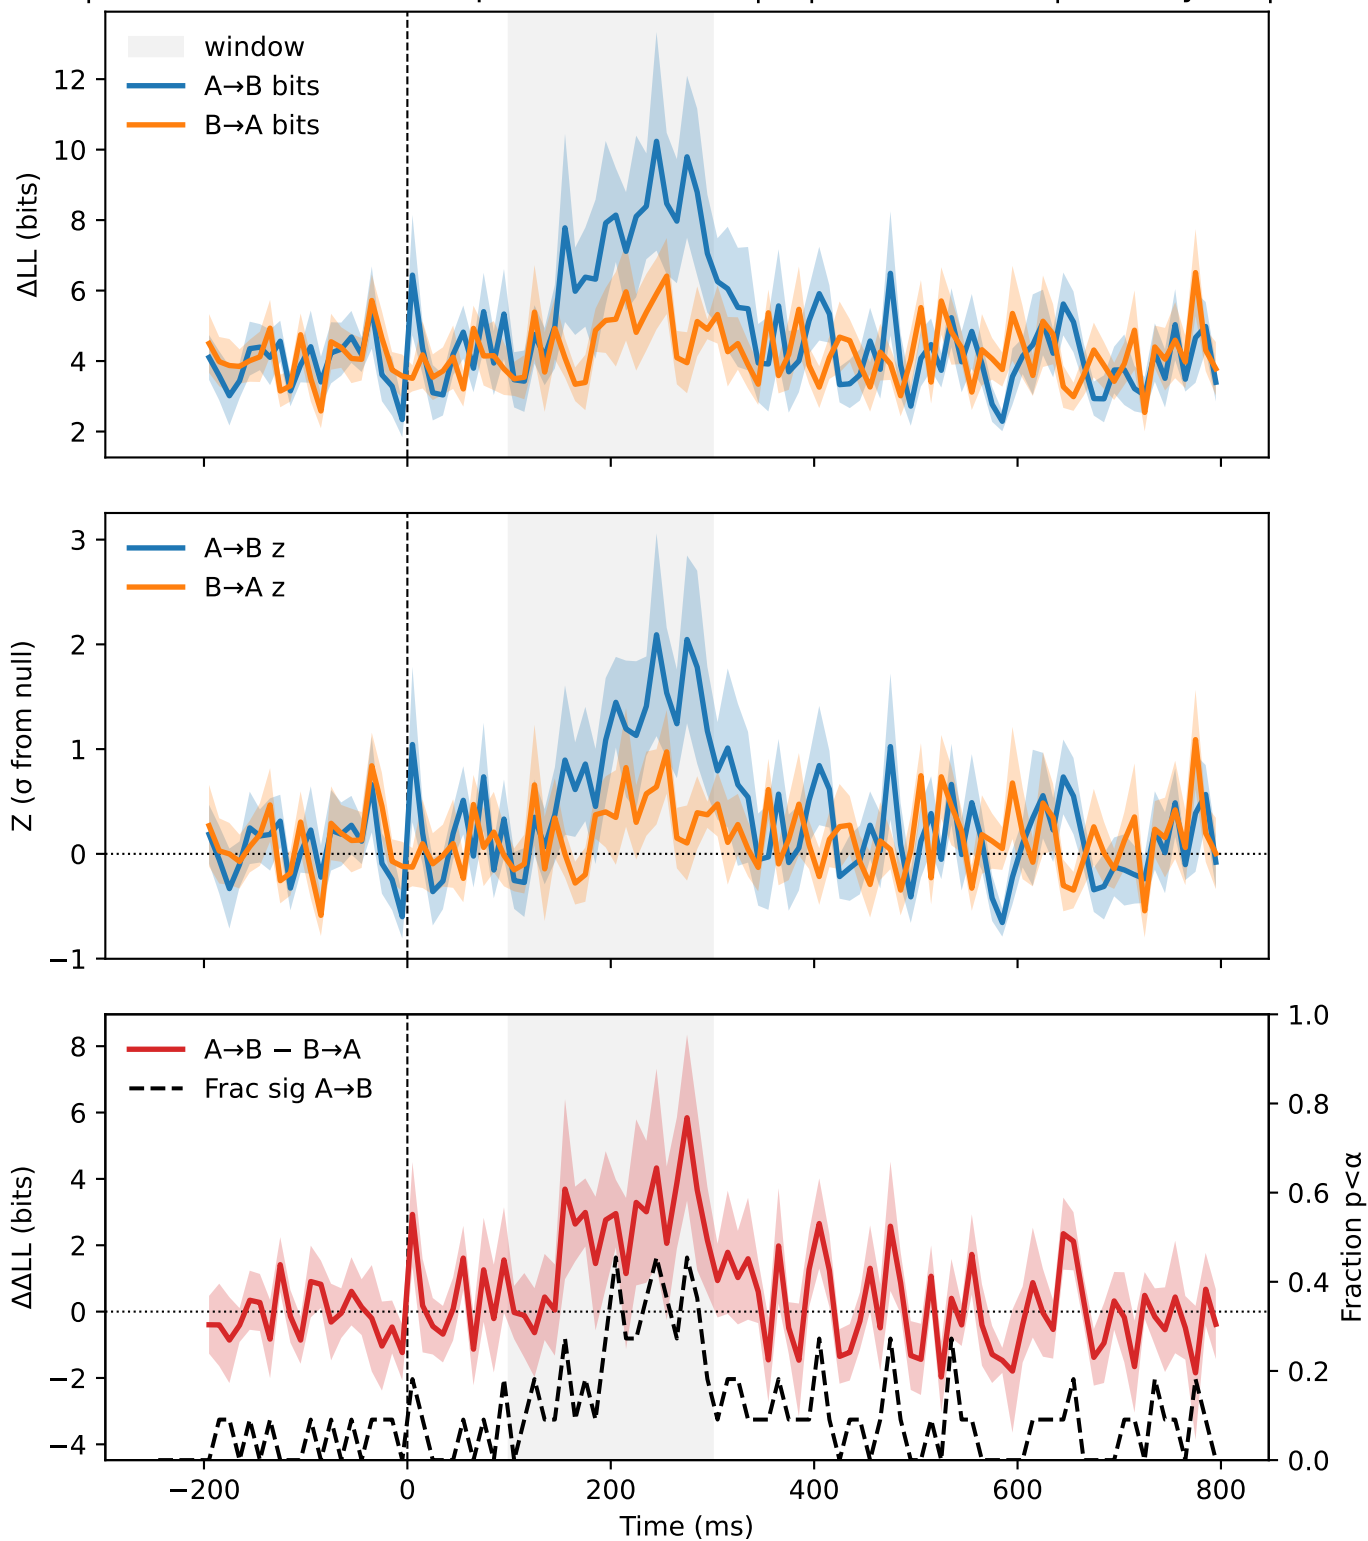 window
A→B bits
B→A bits
12
10
8
6
4
2
ΔLL (bits)
A→B z
B→A z
3
2
1
0
−1
Z (σ from null)
A→B − B→A
Frac sig A→B
8
6
4
2
0
−2
−4
ΔΔLL (bits)
1.0
0.8
0.6
0.4
0.2
0.0
Fraction p<α
−200 0 200 400 600 800
Time (ms)